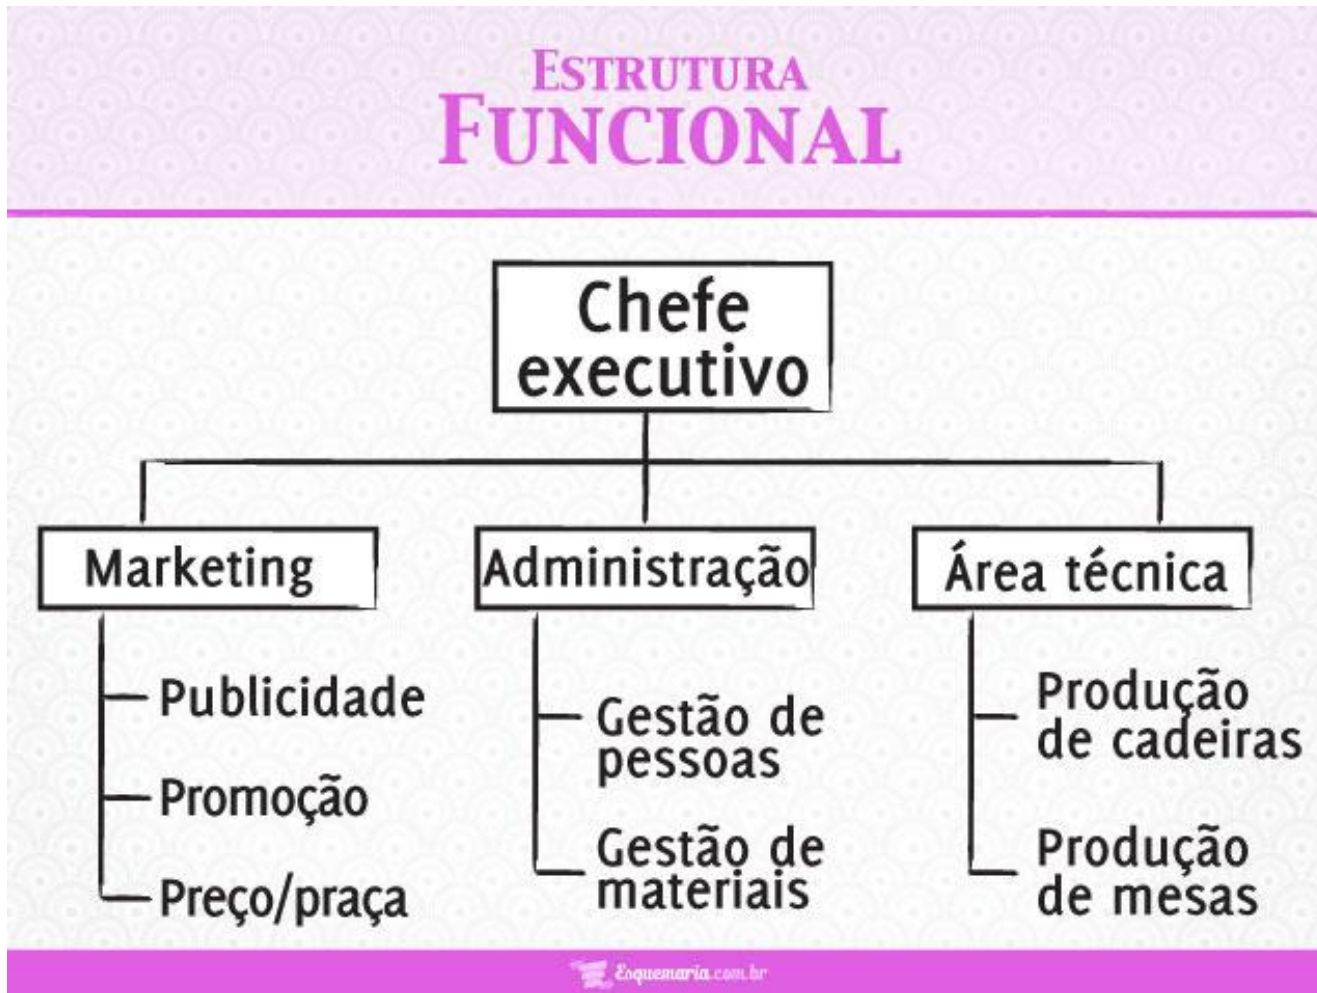 ESTRUTURA
FUNCIONAL
Chefe
executivo
Marketing
Publicidade
Promoção
Preço/praça
Administração
Gestão de
pessoas
Gestão de
materiais
Área técnica
Produção
de cadeiras
Produção
de mesas
Esquemaria.com.br